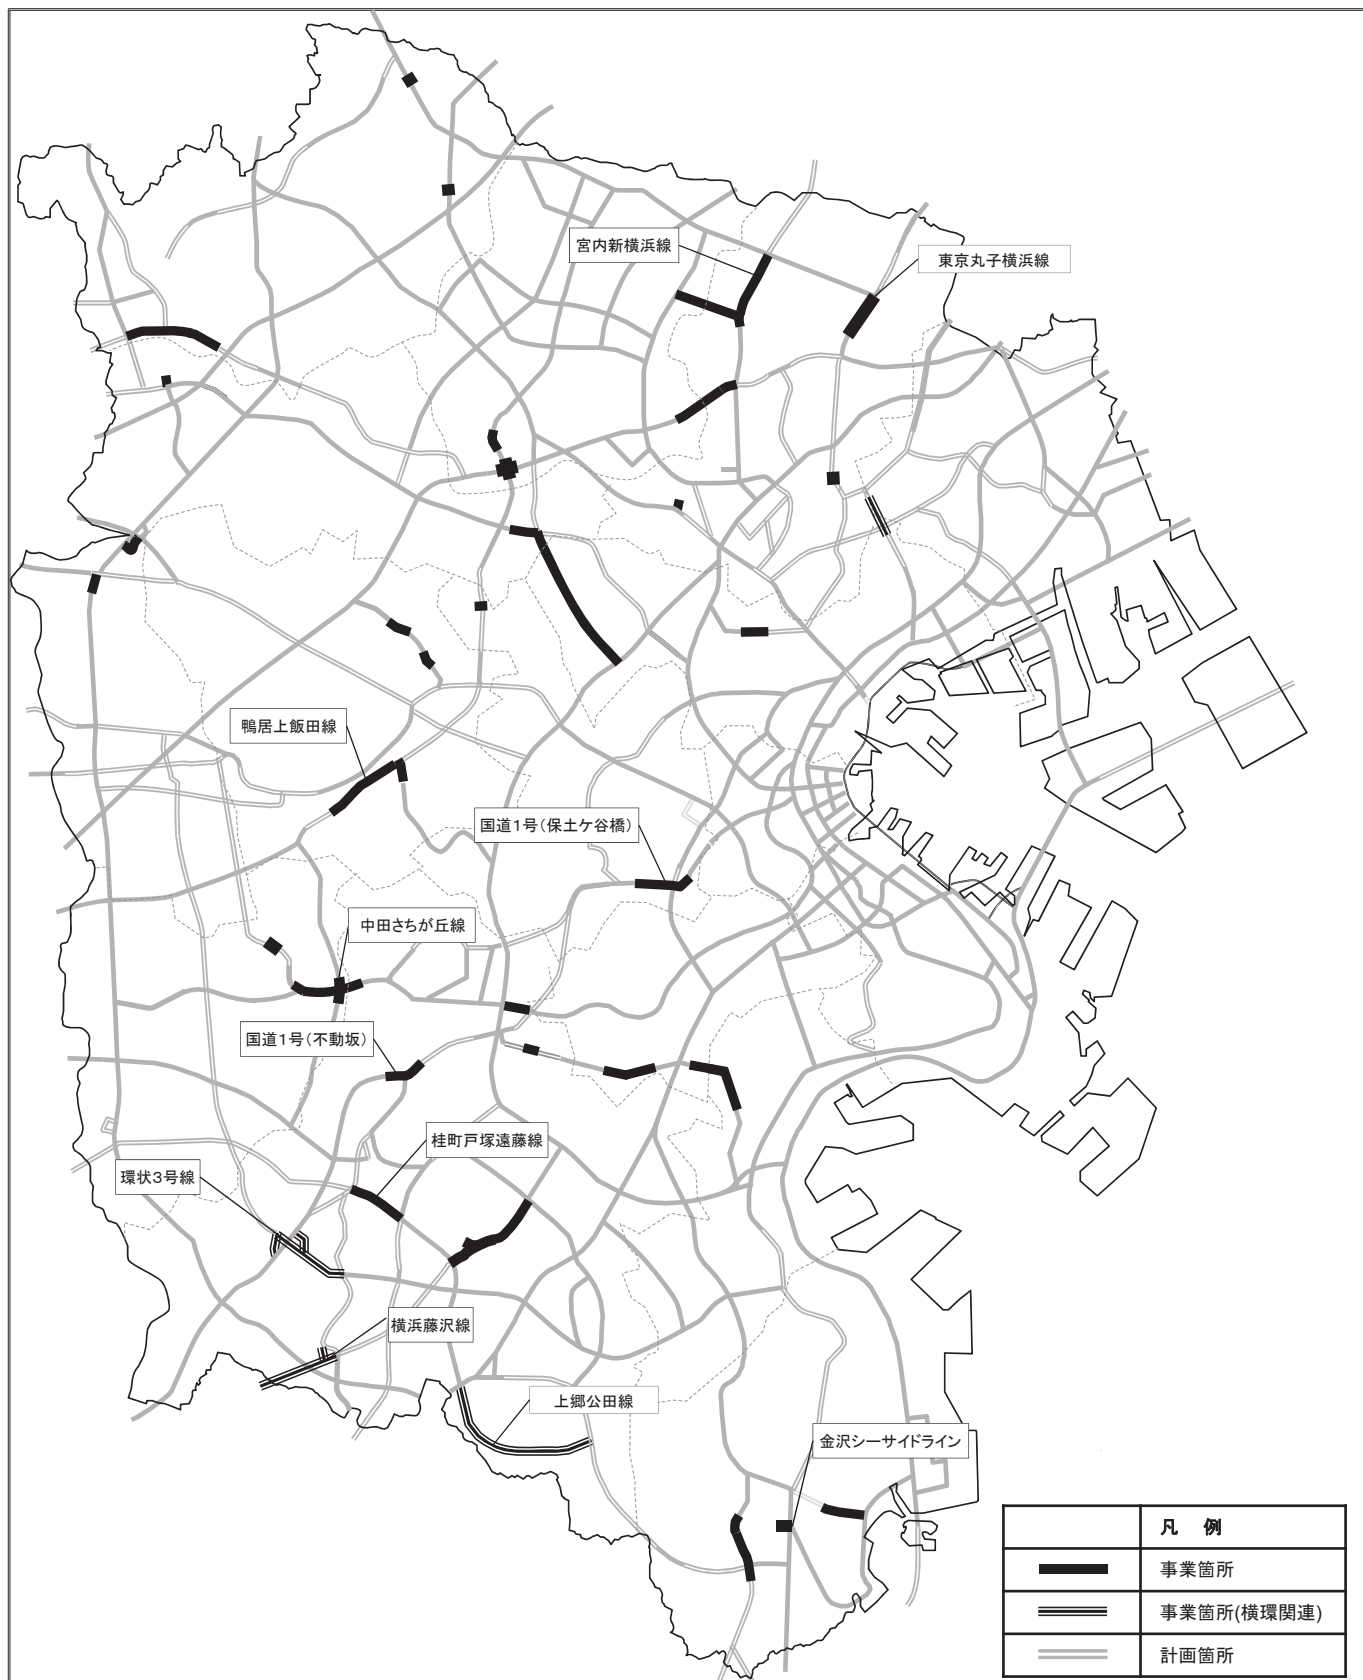 宮内新横浜線
東京丸子横浜線
鴨居上飯田線
国道1号(保土ケ谷橋)
中田さちが丘線
国道1号(不動坂)
桂町戸塚遠藤線
環状3号線
横浜藤沢線
上郷公田線
金沢シーサイドライン
凡 例
事業箇所
事業箇所(横環関連)
計画箇所